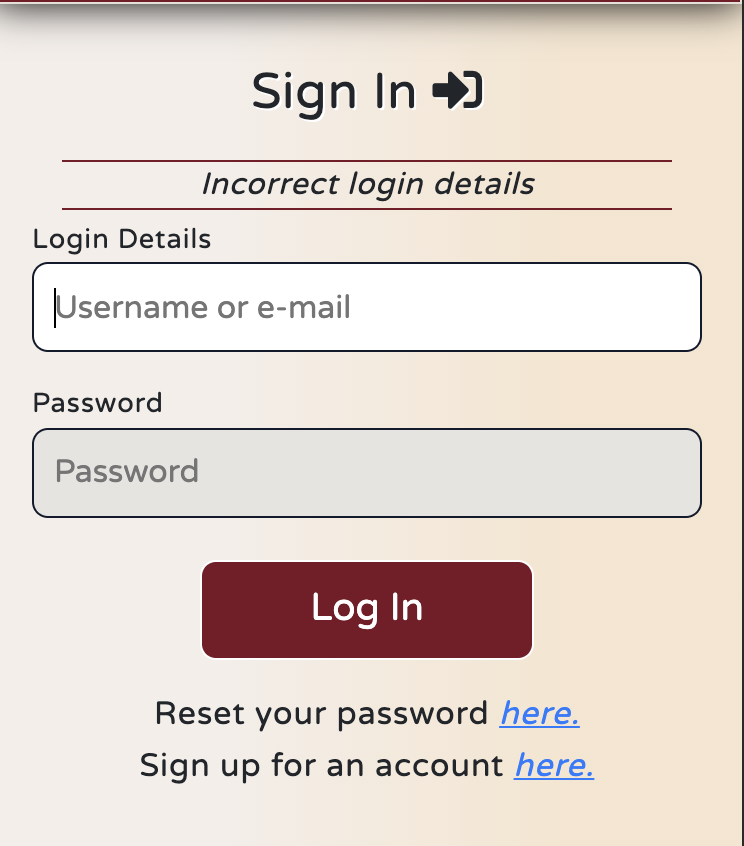 Sign In
Incorrect login details
Login Details
Username or e-mail
Password
Password
Log In
Reset your password here.
Sign up for an account here.